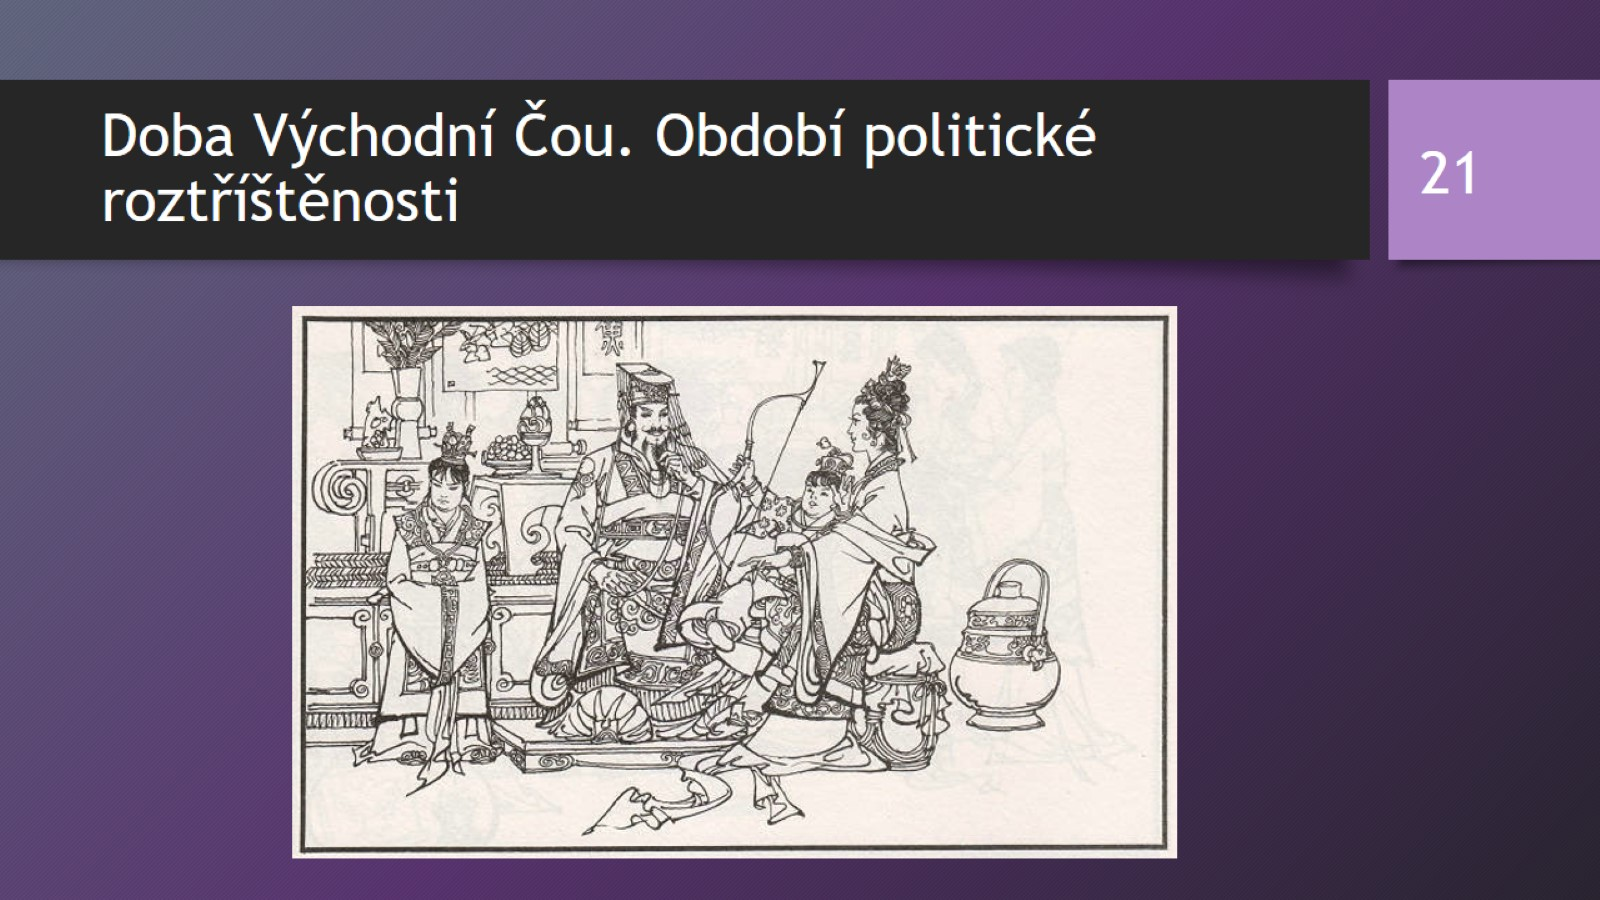 Doba Východní Čou. Období politické
roztříštěnosti
21